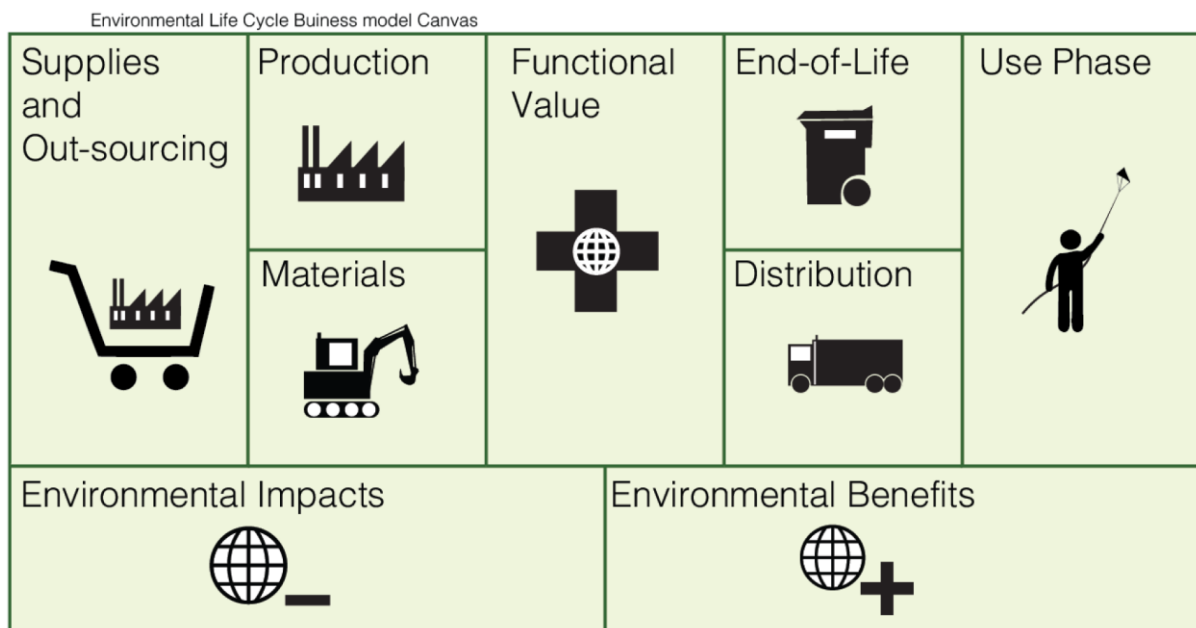 Environmental Life Cycle Buiness model Canvas
Supplies
and
Out-sourcing
Production
Materials
Functional
Value
End-of-Life
Distribution
Use Phase
Environmental Impacts
Environmental Benefits